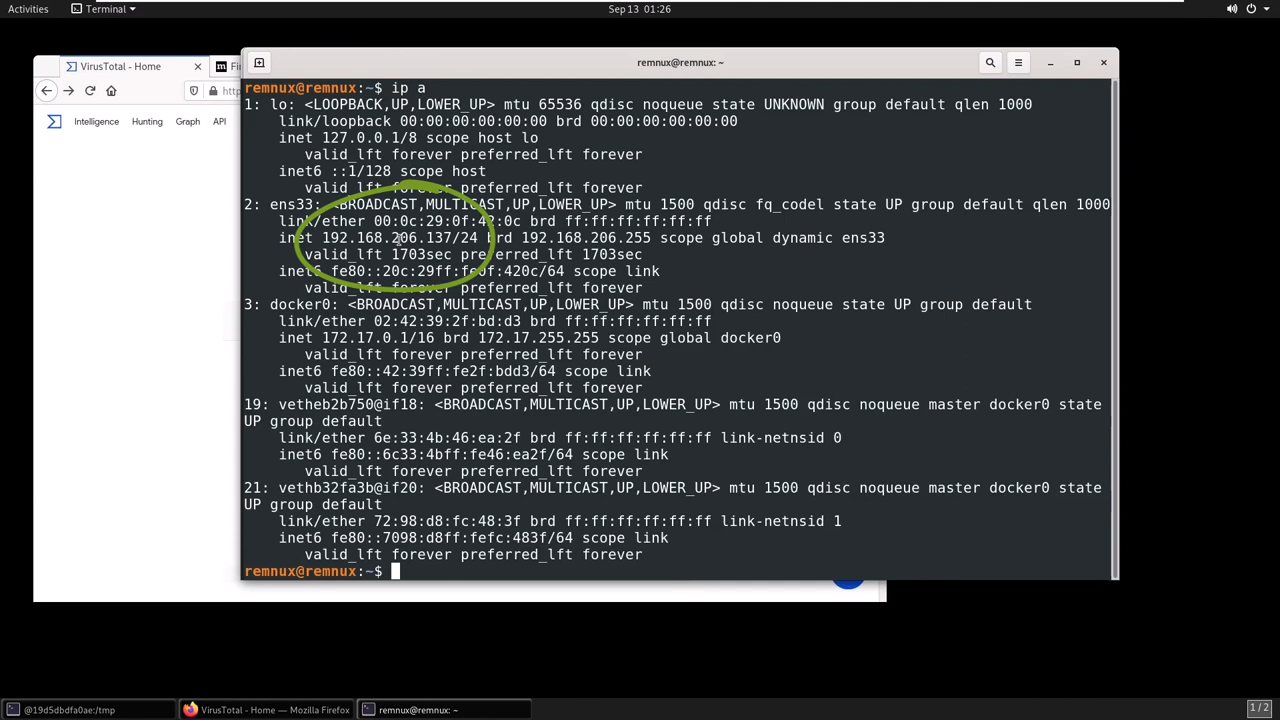 Activities Terminal Sep 13 01:26
remnux@remnux: ~
VirusTotal - Home
Intelligence Hunting Graph API
remnux@remnux:~$ ip a
1: lo: <LOOPBACK,UP,LOWER_UP> mtu 65536 qdisc noqueue state UNKNOWN group default qlen 1000
link/loopback 00:00:00:00:00:00 brd 00:00:00:00:00:00
inet 127.0.0.1/8 scope host lo
valid_lft forever preferred_lft forever
inet6 ::1/128 scope host
valid_lft forever preferred_lft forever
2: ens33: <BROADCAST,MULTICAST,UP,LOWER_UP> mtu 1500 qdisc fq_codel state UP group default qlen 1000
link/ether 00:0c:29:0f:42:0c brd ff:ff:ff:ff:ff:ff
inet 192.168.206.137/24 brd 192.168.206.255 scope global dynamic ens33
valid_lft 1703sec preferred_lft 1703sec
inet6 fe80::20c:29ff:fe0f:420c/64 scope link
valid_lft forever preferred_lft forever
3: docker0: <BROADCAST,MULTICAST,UP,LOWER_UP> mtu 1500 qdisc noqueue state UP group default
link/ether 02:42:39:2f:bd:d3 brd ff:ff:ff:ff:ff:ff
inet 172.17.0.1/16 brd 172.17.255.255 scope global docker0
valid_lft forever preferred_lft forever
inet6 fe80::42:39ff:fe2f:bdd3/64 scope link
valid_lft forever preferred_lft forever
19: vetheb2b750@if18: <BROADCAST,MULTICAST,UP,LOWER_UP> mtu 1500 qdisc noqueue master docker0 state
UP group default
link/ether 6e:33:4b:46:ea:2f brd ff:ff:ff:ff:ff:ff link-netnsid 0
inet6 fe80::6c33:4bff:fe46:ea2f/64 scope link
valid_lft forever preferred_lft forever
21: vethb32fa3b@if20: <BROADCAST,MULTICAST,UP,LOWER_UP> mtu 1500 qdisc noqueue master docker0 state
UP group default
link/ether 72:98:d8:fc:48:3f brd ff:ff:ff:ff:ff:ff link-netnsid 1
inet6 fe80::7098:d8ff:fefc:483f/64 scope link
valid_lft forever preferred_lft forever
remnux@remnux:~$
@19d5dbdfa0ae:/tmp VirusTotal - Home — Mozilla Firefox remnux@remnux: ~ 1 / 2